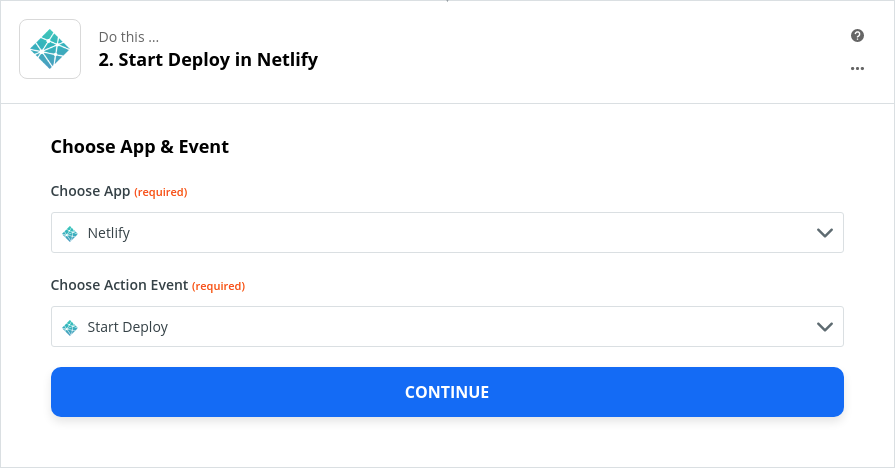 Do this ...
2. Start Deploy in Netlify
Choose App & Event
Choose App (required)
Netlify
Choose Action Event (required)
Start Deploy
CONTINUE